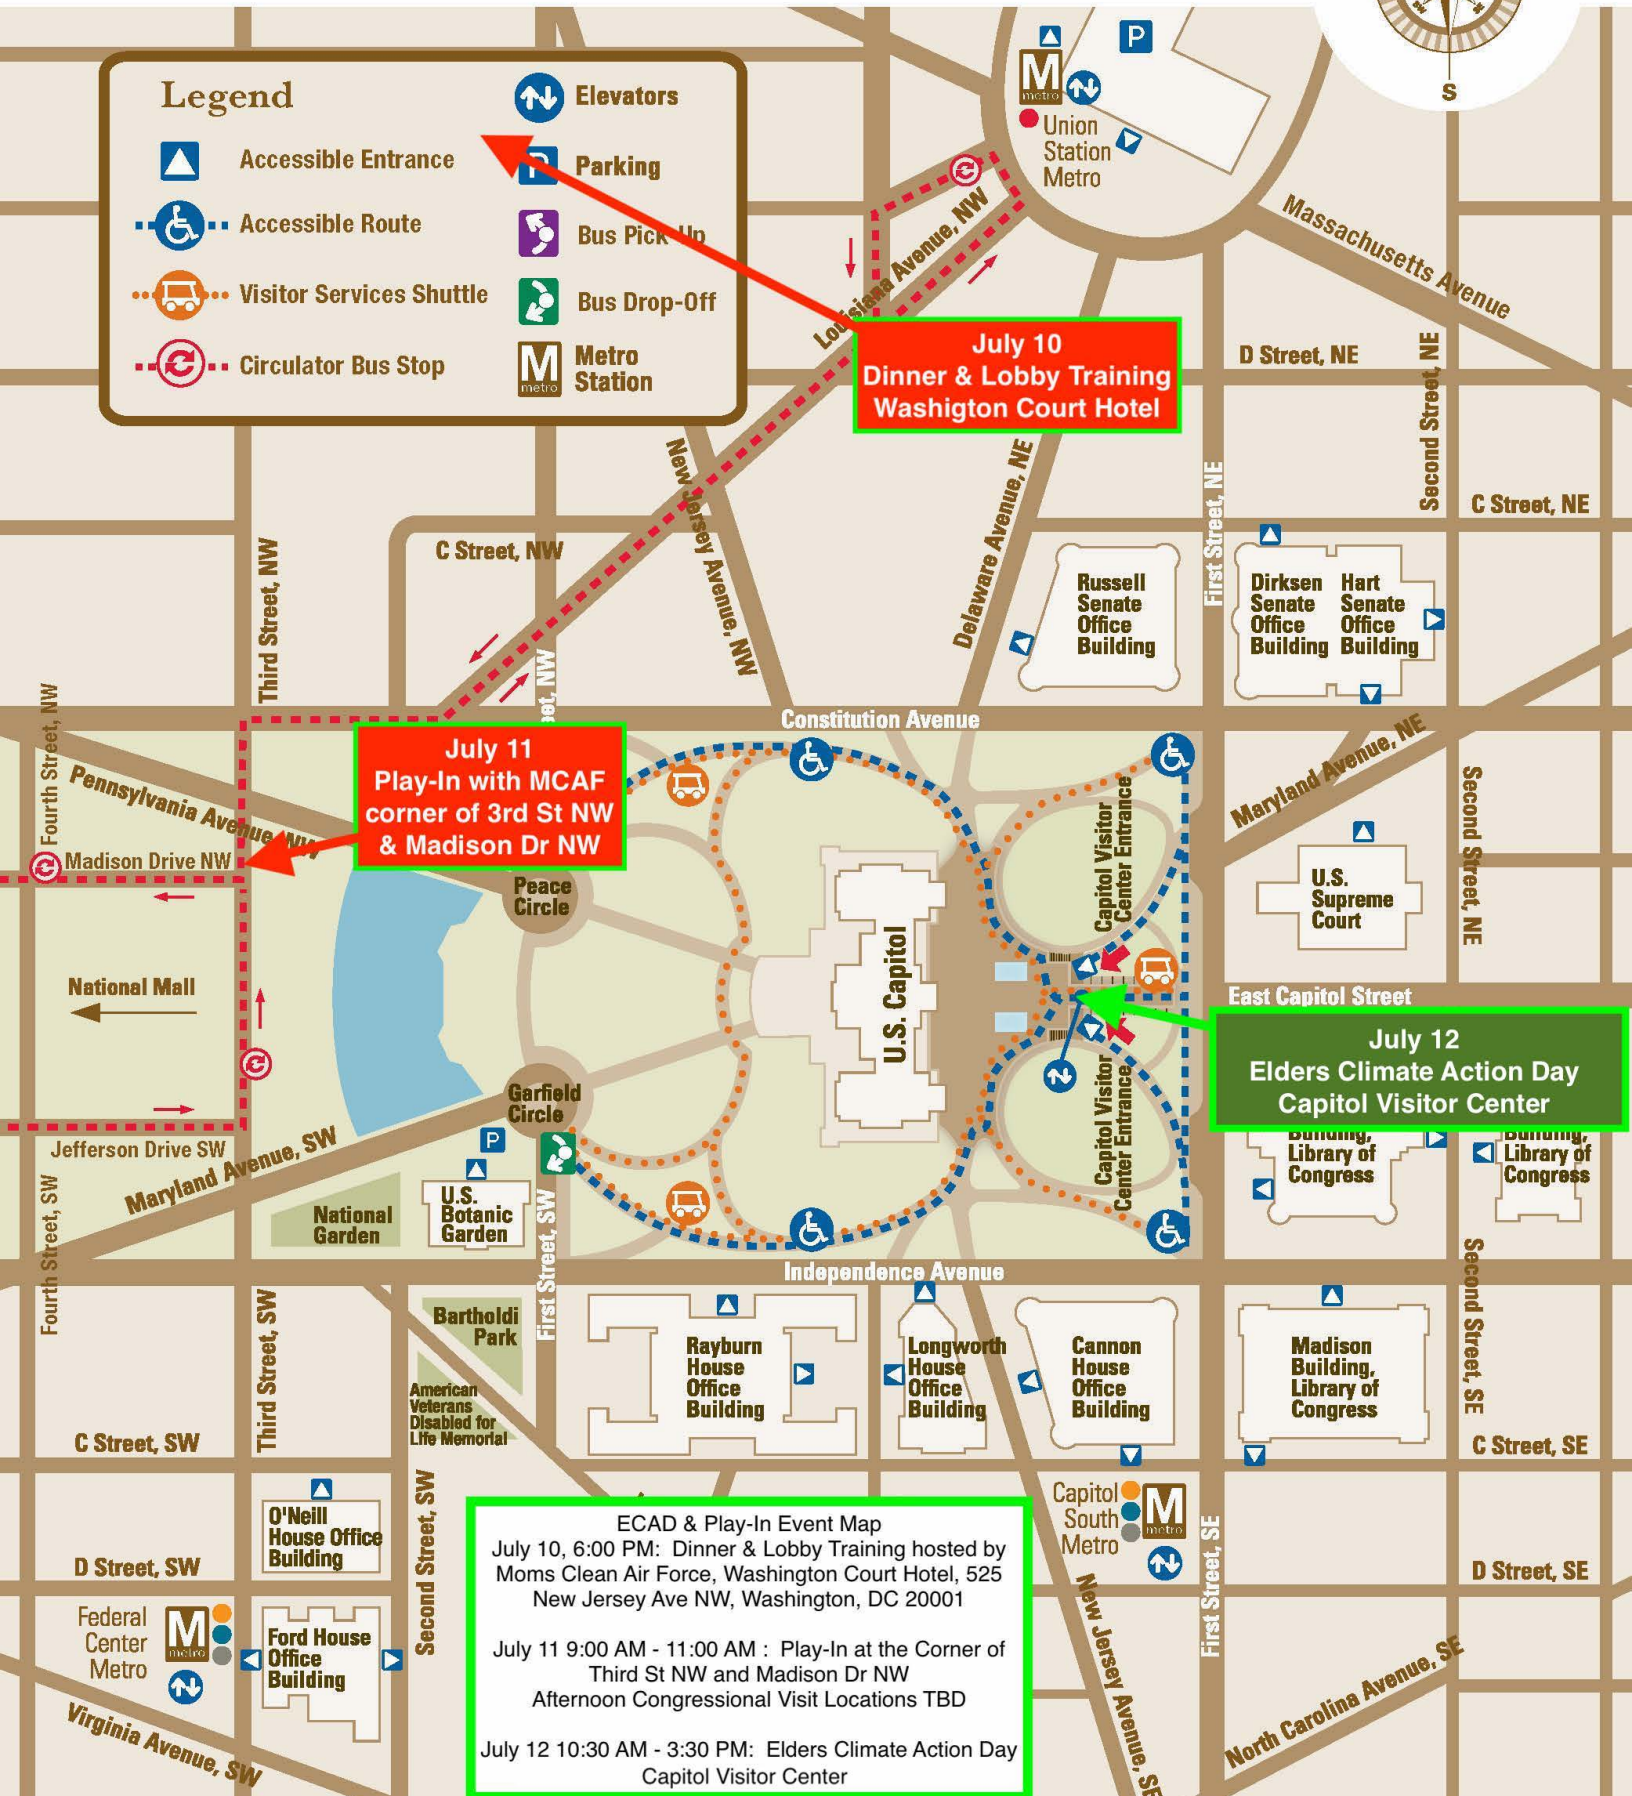 S
Legend
Accessible Entrance
Accessible Route
Visitor Services Shuttle
Circulator Bus Stop
Elevators
P
Parking
Bus Pick-Up
Bus Drop-Off
M
metro
Metro
Station
P
M
metro
Union
Station
Metro
Louisiana Avenue, NW
Massachusetts Avenue
July 10
Dinner & Lobby Training
Washigton Court Hotel
D Street, NE
Second Street, NE
C Street, NE
First Street, NE
Delaware Avenue, NE
New Jersey Avenue, NW
C Street, NW
Third Street, NW
Fourth Street, NW
Russell
Senate
Office
Building
Dirksen
Senate
Office
Building
Hart
Senate
Office
Building
Constitution Avenue
Maryland Avenue, NE
Second Street, NE
Pennsylvania Avenue, NW
Madison Drive NW
July 11
Play-In with MCAF
corner of 3rd St NW
& Madison Dr NW
Peace
Circle
Capitol Visitor
Center Entrance
U.S.
Supreme
Court
U.S. Capitol
National Mall
East Capitol Street
July 12
Elders Climate Action Day
Capitol Visitor Center
Capitol Visitor
Center Entrance
Building,
Library of
Congress
Building,
Library of
Congress
Garfield
Circle
P
Jefferson Drive SW
Maryland Avenue, SW
Fourth Street, SW
National
Garden
U.S.
Botanic
Garden
First Street, SW
Independence Avenue
Second Street, SE
Third Street, SW
Bartholdi
Park
American
Veterans
Disabled for
Life Memorial
Rayburn
House
Office
Building
Longworth
House
Office
Building
Cannon
House
Office
Building
Madison
Building,
Library of
Congress
C Street, SW
C Street, SE
O'Neill
House Office
Building
Second Street, SW
D Street, SW
Capitol
South
Metro
M
metro
First Street, SE
D Street, SE
Federal
Center
Metro
M
metro
Ford House
Office
Building
Virginia Avenue, SW
New Jersey Avenue, SE
North Carolina Avenue, SE
ECAD & Play-In Event Map
July 10, 6:00 PM: Dinner & Lobby Training hosted by
Moms Clean Air Force, Washington Court Hotel, 525
New Jersey Ave NW, Washington, DC 20001
July 11 9:00 AM - 11:00 AM : Play-In at the Corner of
Third St NW and Madison Dr NW
Afternoon Congressional Visit Locations TBD
July 12 10:30 AM - 3:30 PM: Elders Climate Action Day
Capitol Visitor Center